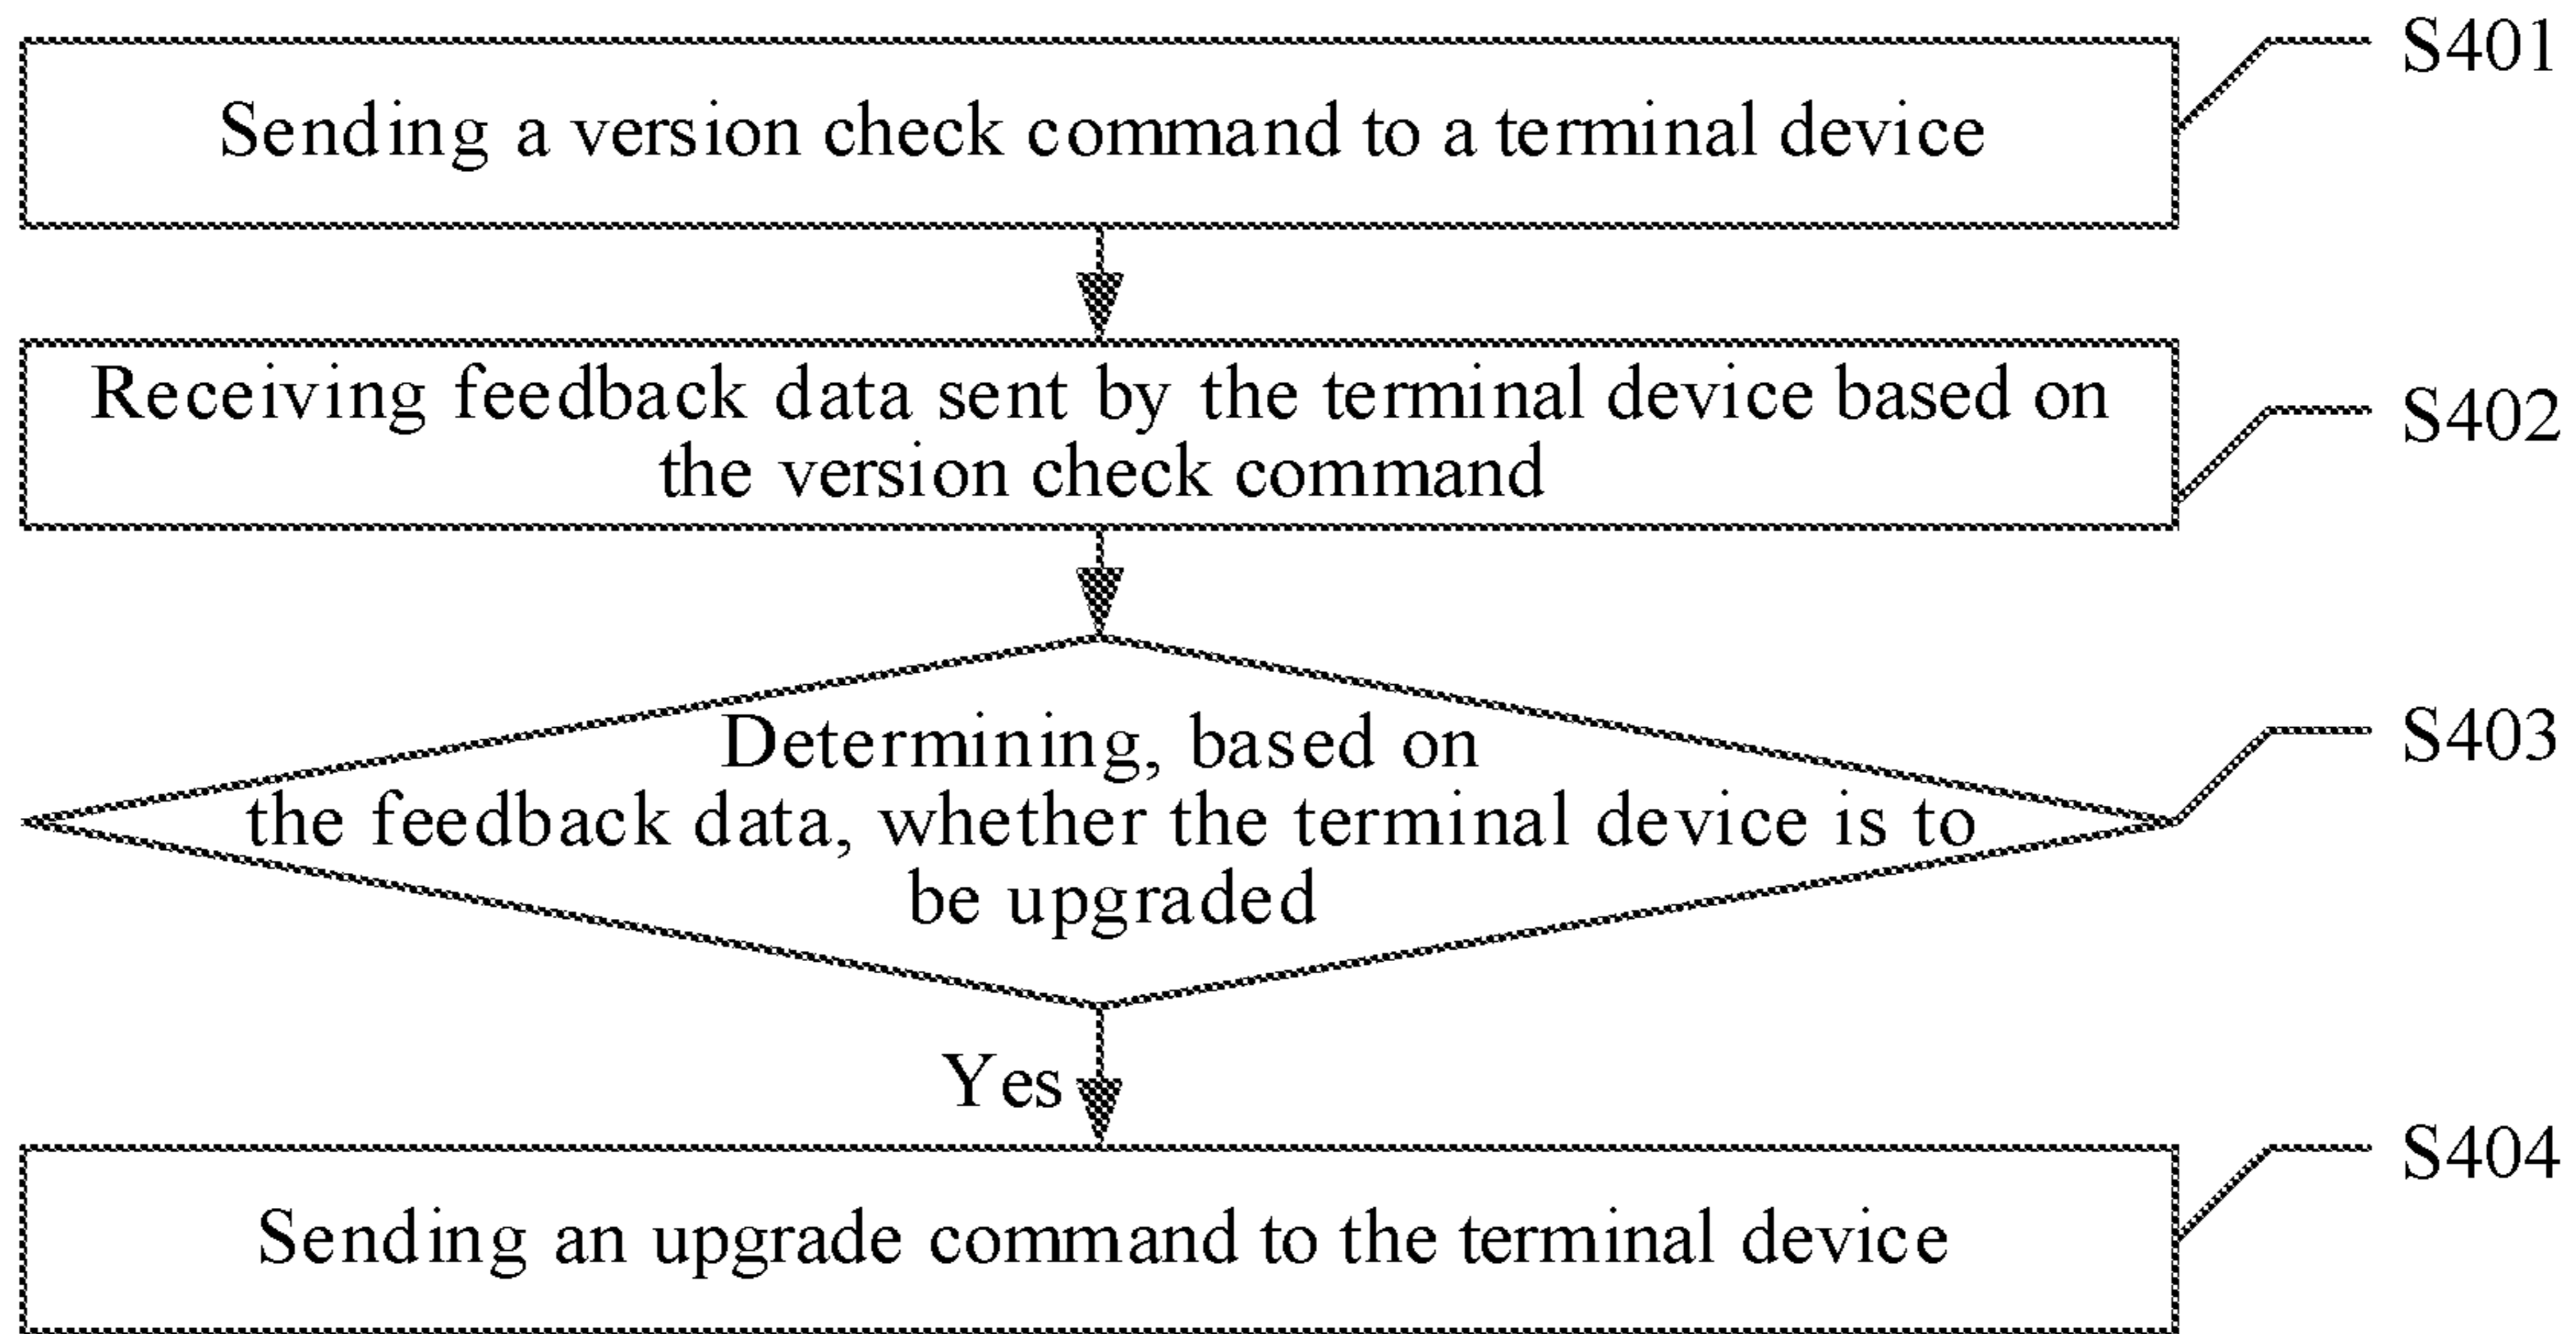 S401
Sending a version check command to a terminal device
Receiving feedback data sent by the terminal device based on
the version check command
S402
Determining, based on
the feedback data, whether the terminal device is to
be upgraded
S403
Yes
S404
Sending an upgrade command to the terminal device